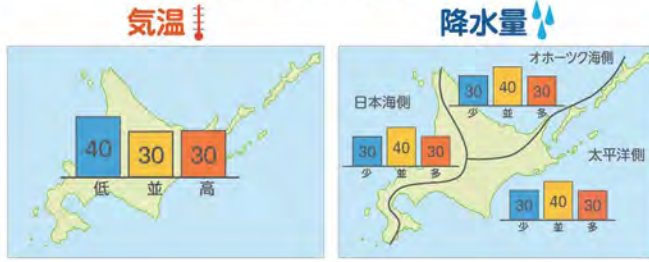 気温
降水量
40 30 30
低 並 高
オホーツク海側
30 40 30
少 並 多
日本海側
30 40 30
少 並 多
太平洋側
30 40 30
少 並 多